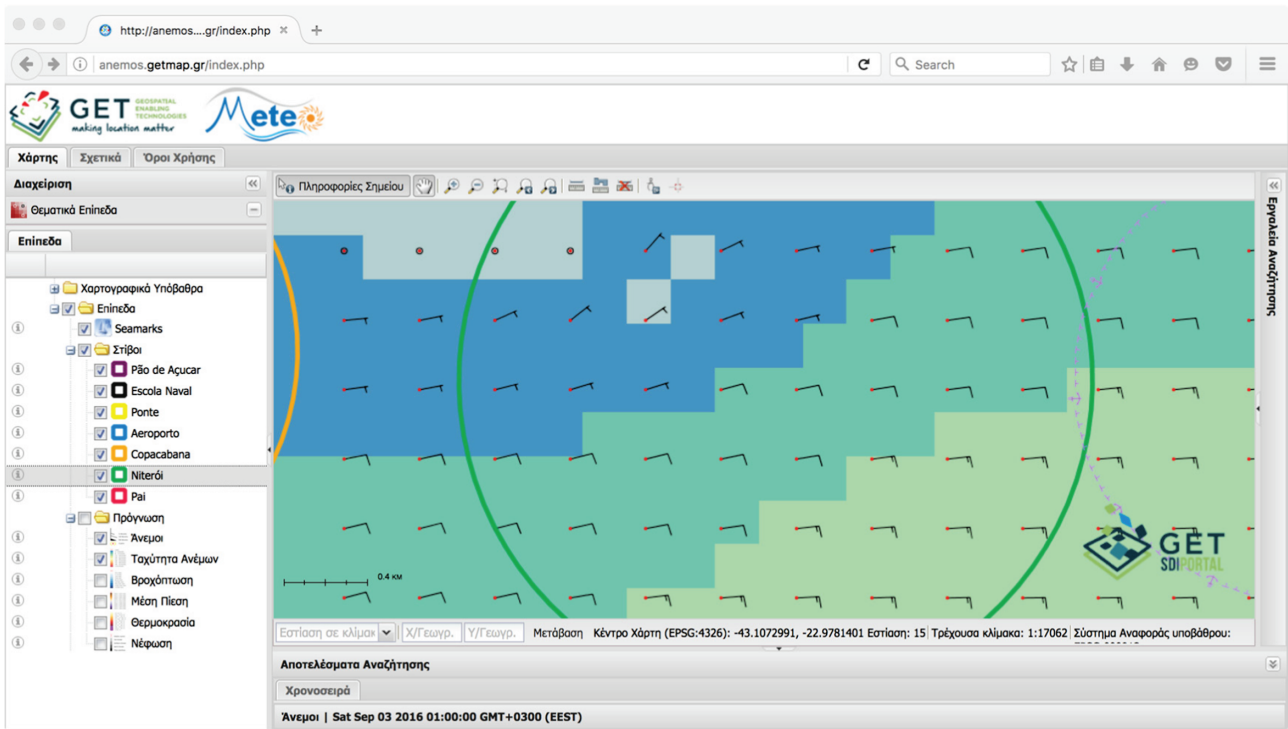 http://anemos....gr/index.php
anemos.getmap.gr/index.php
Search
GET GEOSPATIAL ENABLING TECHNOLOGIES
making location matter
Meteo
Χάρτης Σχετικά Όροι Χρήσης
Διαχείριση
Πληροφορίες Σημείου
Θεματικά Επίπεδα
Εργαλεία Αναζήτησης
Επίπεδα
Χαρτογραφικά Υπόβαθρα
Επίπεδα
Seamarks
Στίβοι
Pão de Açucar
Escola Naval
Ponte
Aeroporto
Copacabana
Niterói
Pai
Πρόγνωση
Άνεμοι
Ταχύτητα Ανέμων
Βροχόπτωση
Μέση Πίεση
Θερμοκρασία
Νέφωση
0.4 км
GET
SDIPORTAL
Εστίαση σε κλίμακ Χ/Γεωγρ. Υ/Γεωγρ. Μετάβαση Κέντρο Χάρτη (EPSG:4326): -43.1072991, -22.9781401 Εστίαση: 15 Τρέχουσα κλίμακα: 1:17062 Σύστημα Αναφοράς υποβάθρου:
Αποτελέσματα Αναζήτησης
Χρονοσειρά
Άνεμοι | Sat Sep 03 2016 01:00:00 GMT+0300 (EEST)